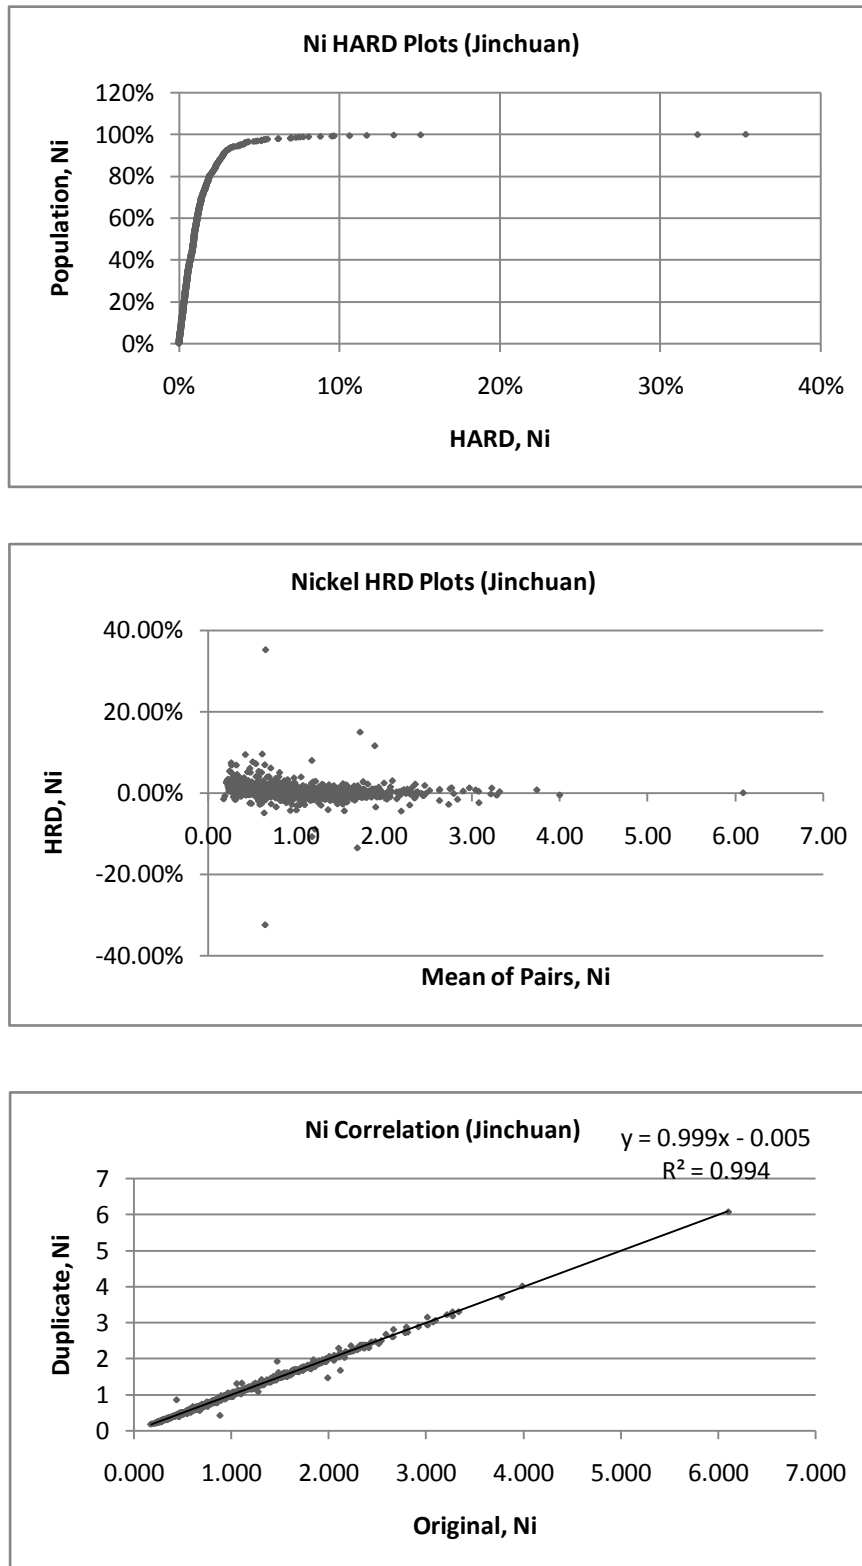 Ni HARD Plots (Jinchuan)
120%
100%
80%
60%
40%
20%
0%
Population, Ni
0% 10% 20% 30% 40%
HARD, Ni
Nickel HRD Plots (Jinchuan)
40.00%
20.00%
0.00%
-20.00%
-40.00%
HRD, Ni
0.00 1.00 2.00 3.00 4.00 5.00 6.00 7.00
Mean of Pairs, Ni
Ni Correlation (Jinchuan)
y = 0.999x - 0.005
R² = 0.994
7
6
5
4
3
2
1
0
Duplicate, Ni
0.000 1.000 2.000 3.000 4.000 5.000 6.000 7.000
Original, Ni